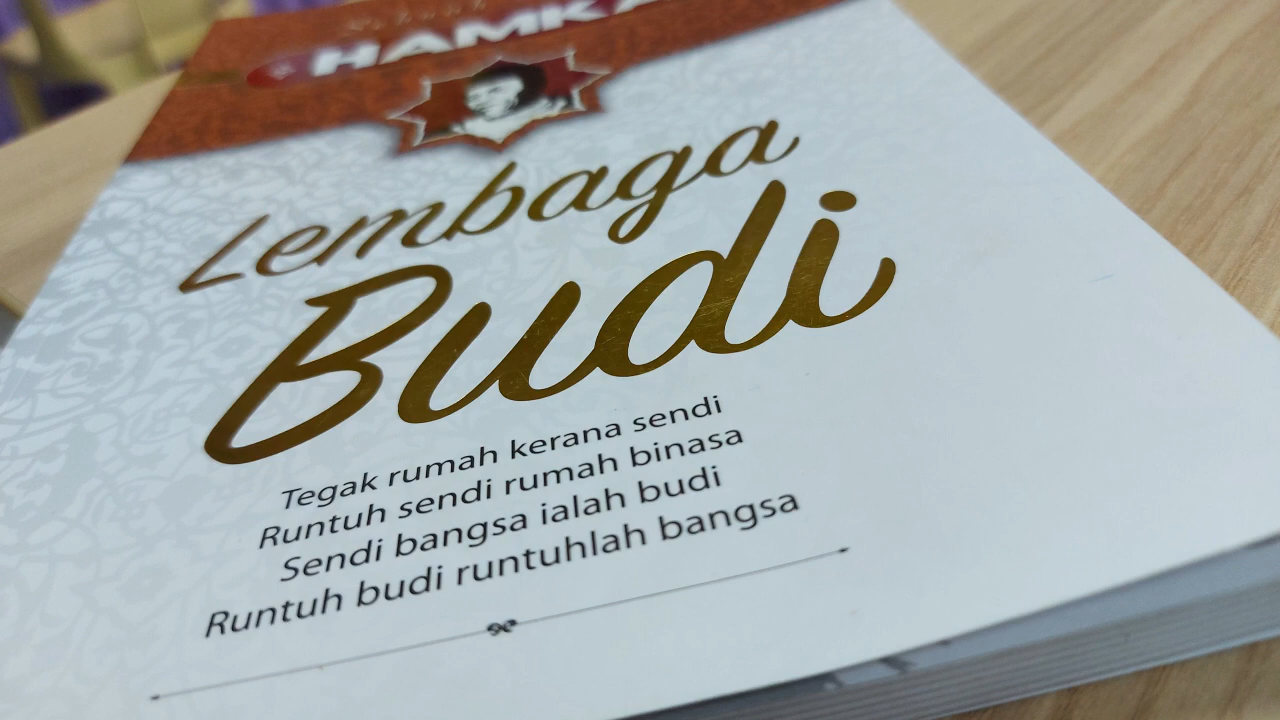 HAMKA
Lembaga
Budi
Tegak rumah kerana sendi
Runtuh sendi rumah binasa
Sendi bangsa ialah budi
Runtuh budi runtuhlah bangsa